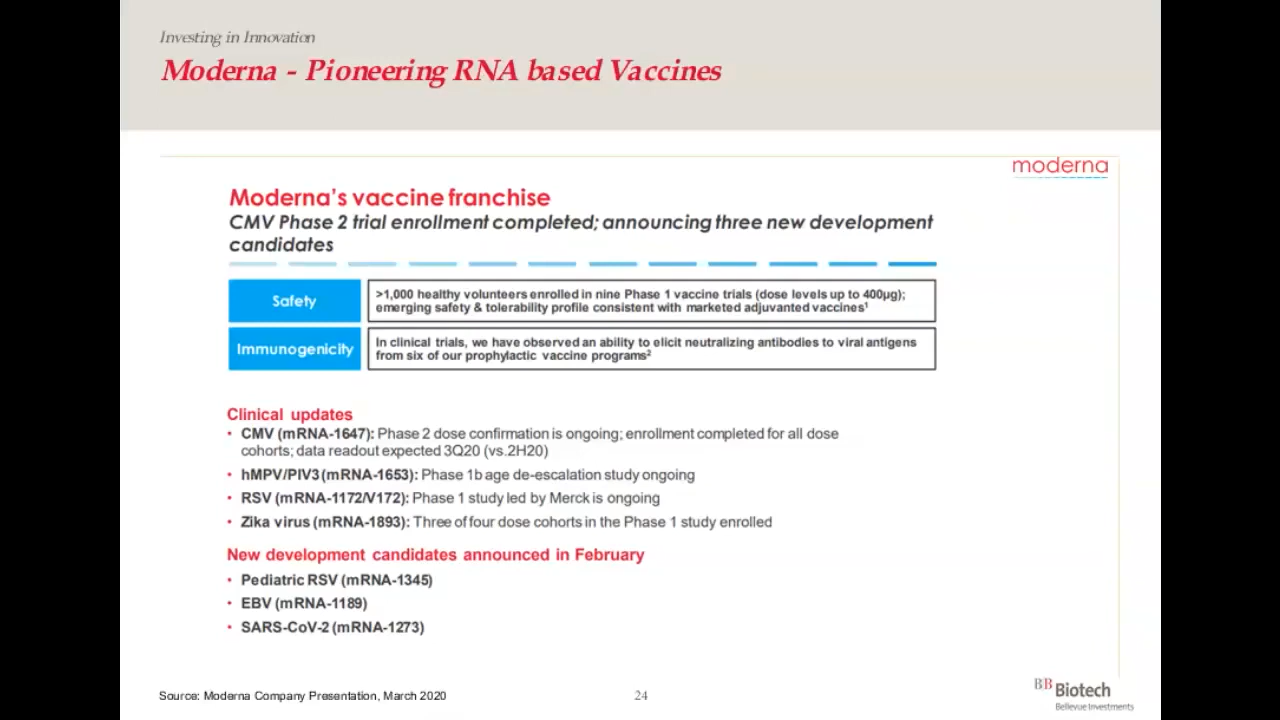 Investing in Innovation
Moderna - Pioneering RNA based Vaccines
moderna
Moderna's vaccine franchise
CMV Phase 2 trial enrollment completed; announcing three new development
candidates
Safety
>1,000 healthy volunteers enrolled in nine Phase 1 vaccine trials (dose levels up to 400µg);
emerging safety & tolerability profile consistent with marketed adjuvanted vaccines¹
Immunogenicity
In clinical trials, we have observed an ability to elicit neutralizing antibodies to viral antigens
from six of our prophylactic vaccine programs²
Clinical updates
• CMV (mRNA-1647): Phase 2 dose confirmation is ongoing; enrollment completed for all dose
cohorts; data readout expected 3Q20 (vs.2H20)
• hMPV/PIV3 (mRNA-1653): Phase 1b age de-escalation study ongoing
• RSV (mRNA-1172/V172): Phase 1 study led by Merck is ongoing
• Zika virus (mRNA-1893): Three of four dose cohorts in the Phase 1 study enrolled
New development candidates announced in February
• Pediatric RSV (mRNA-1345)
• EBV (mRNA-1189)
• SARS-CoV-2 (mRNA-1273)
Source: Moderna Company Presentation, March 2020
24
BB Biotech
Bellevue Investments